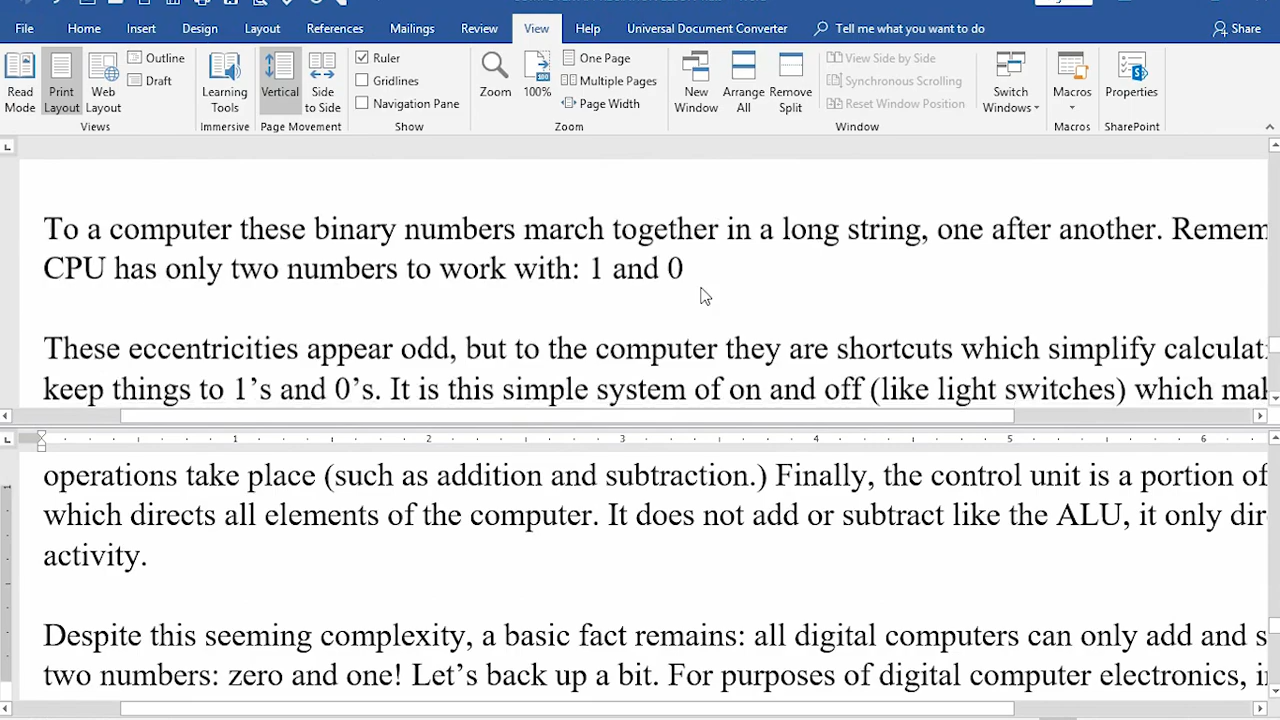 File Home Insert Design Layout References Mailings Review View Help Universal Document Converter Tell me what you want to do Share
Read Mode
Print Layout
Web Layout
Outline
Draft
Views
Learning Tools
Immersive
Vertical
Side to Side
Page Movement
Ruler
Gridlines
Navigation Pane
Show
Zoom
100
100%
One Page
Multiple Pages
Page Width
Zoom
New Window
Arrange All
Remove Split
View Side by Side
Synchronous Scrolling
Reset Window Position
Switch Windows
Window
Macros
Macros
Properties
SharePoint
To a computer these binary numbers march together in a long string, one after another. Remem
CPU has only two numbers to work with: 1 and 0
These eccentricities appear odd, but to the computer they are shortcuts which simplify calculat
keep things to 1’s and 0’s. It is this simple system of on and off (like light switches) which mak
1 2 3 4 5 6
operations take place (such as addition and subtraction.) Finally, the control unit is a portion of
which directs all elements of the computer. It does not add or subtract like the ALU, it only dir
activity.
Despite this seeming complexity, a basic fact remains: all digital computers can only add and s
two numbers: zero and one! Let’s back up a bit. For purposes of digital computer electronics, i